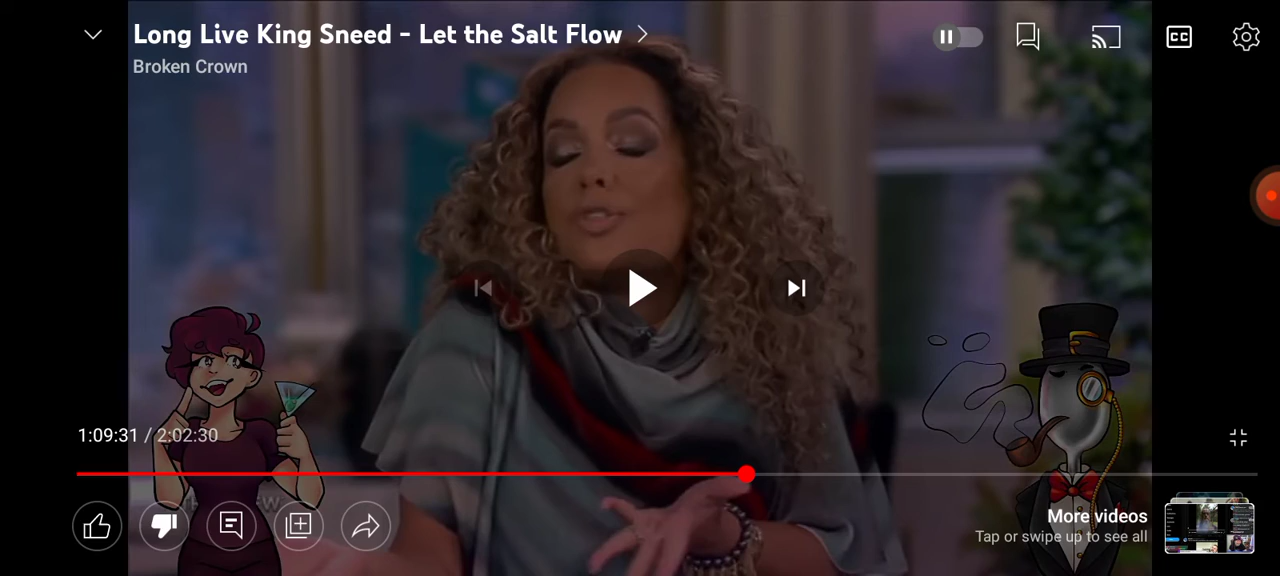 Long Live King Sneed - Let the Salt Flow
Broken Crown
CC
1:09:31 / 2:02:30
More videos
Tap or swipe up to see all